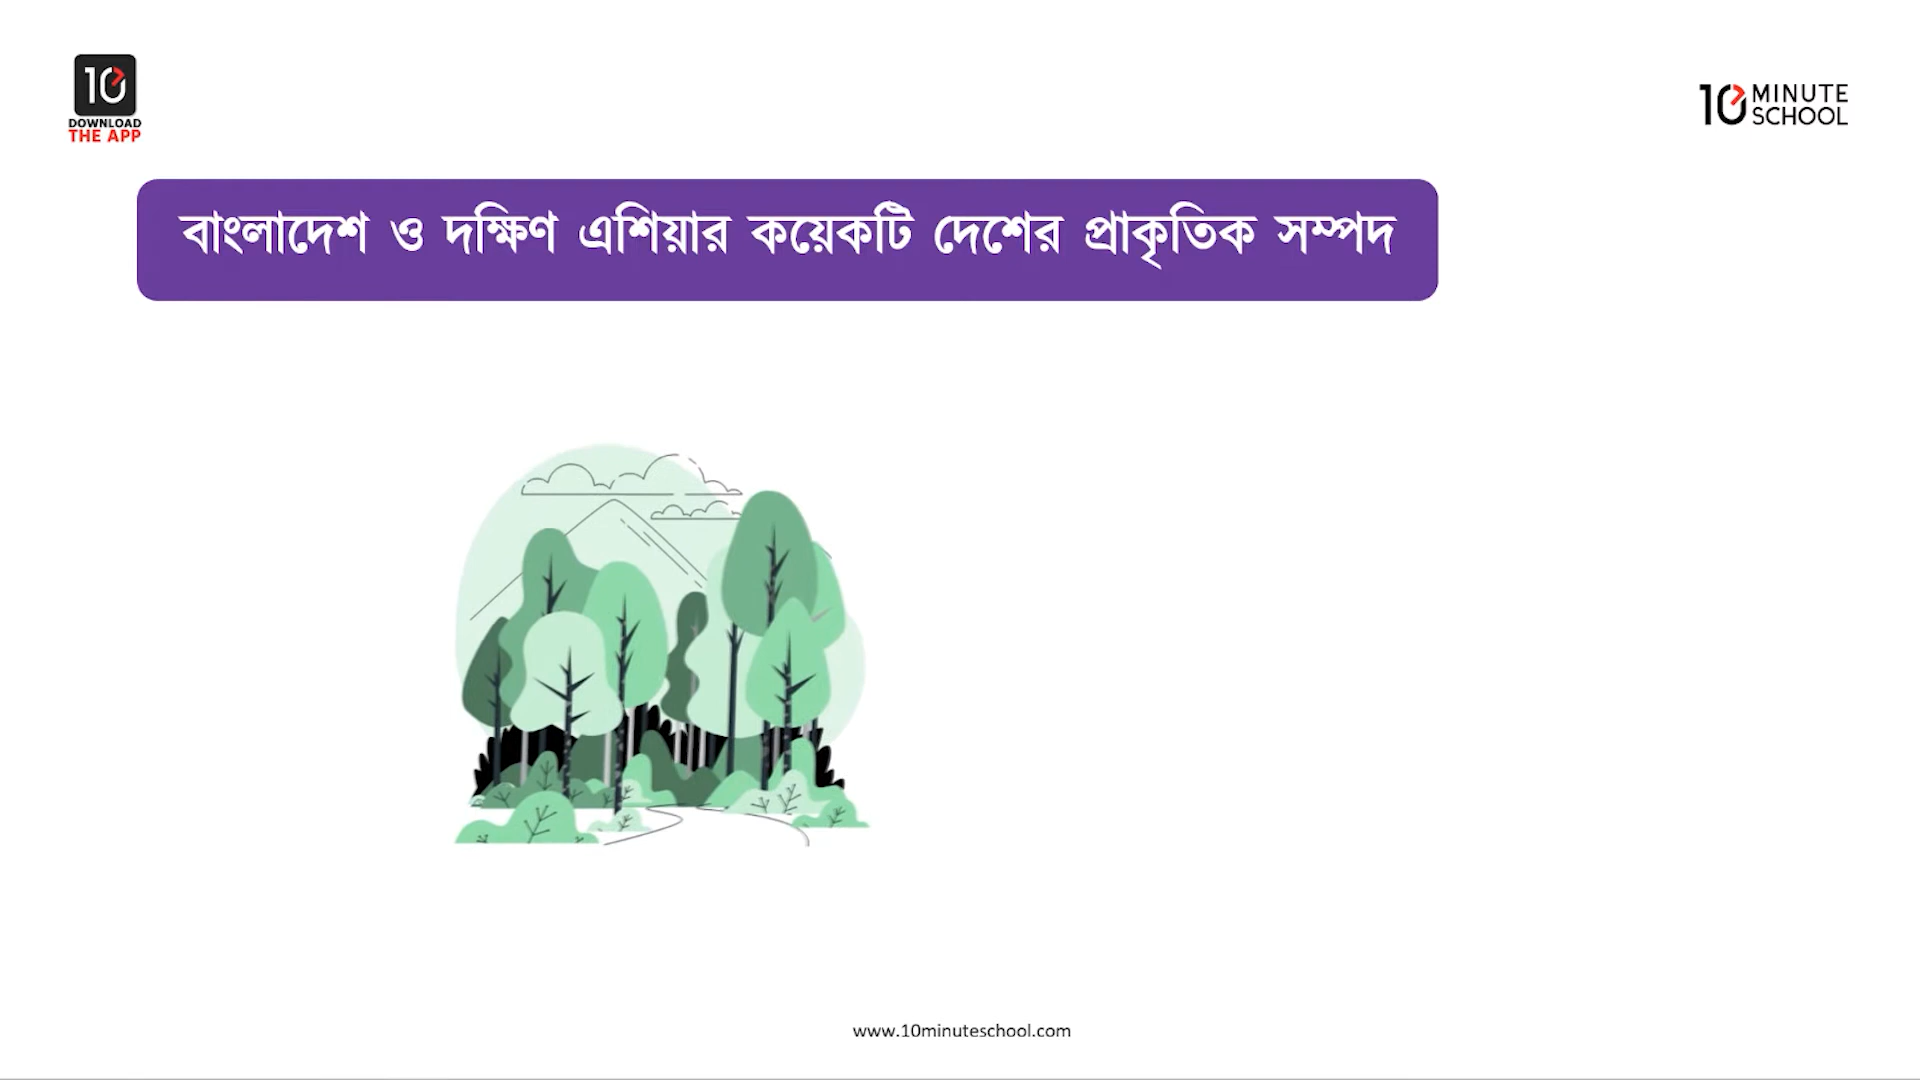 10
DOWNLOAD
THE APP
10 MINUTE
SCHOOL
বাংলাদেশ ও দক্ষিণ এশিয়ার কয়েকটি দেশের প্রাকৃতিক সম্পদ
www.10minuteschool.com